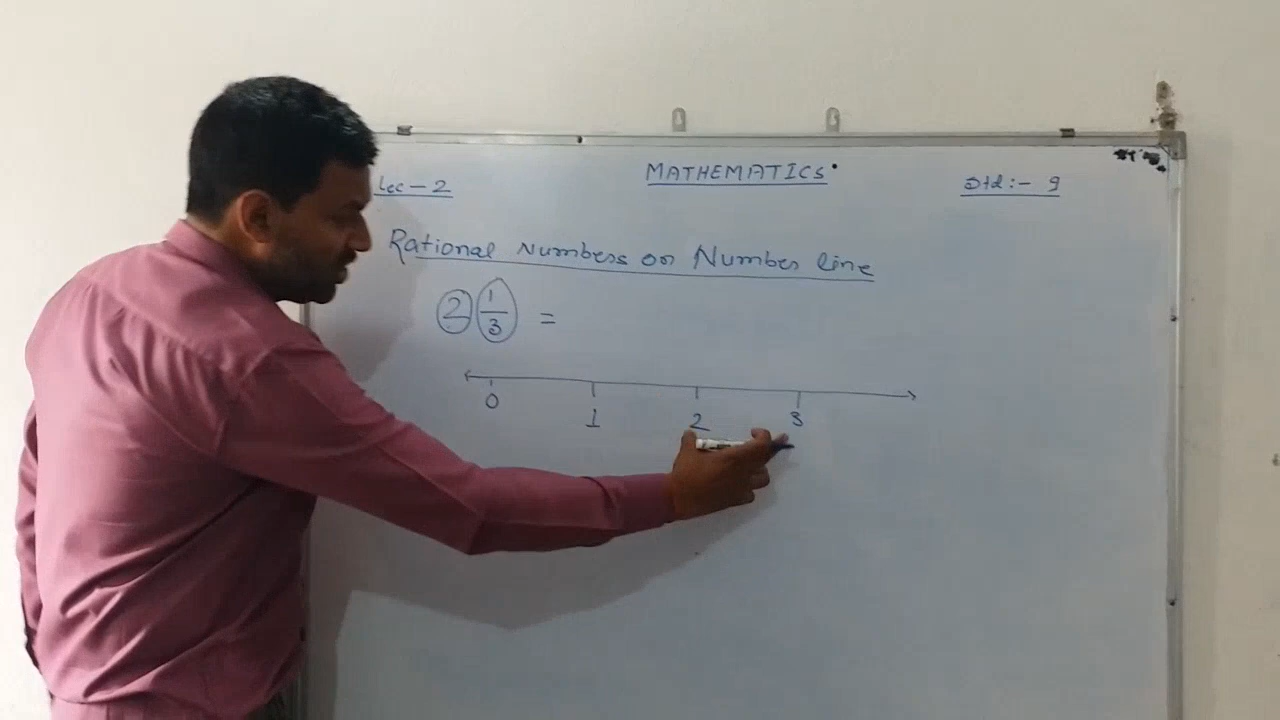 Lec - 2 MATHEMATICS Std :- 9
Rational Numbers on Number line
2 1/3 =
0 1 2 3